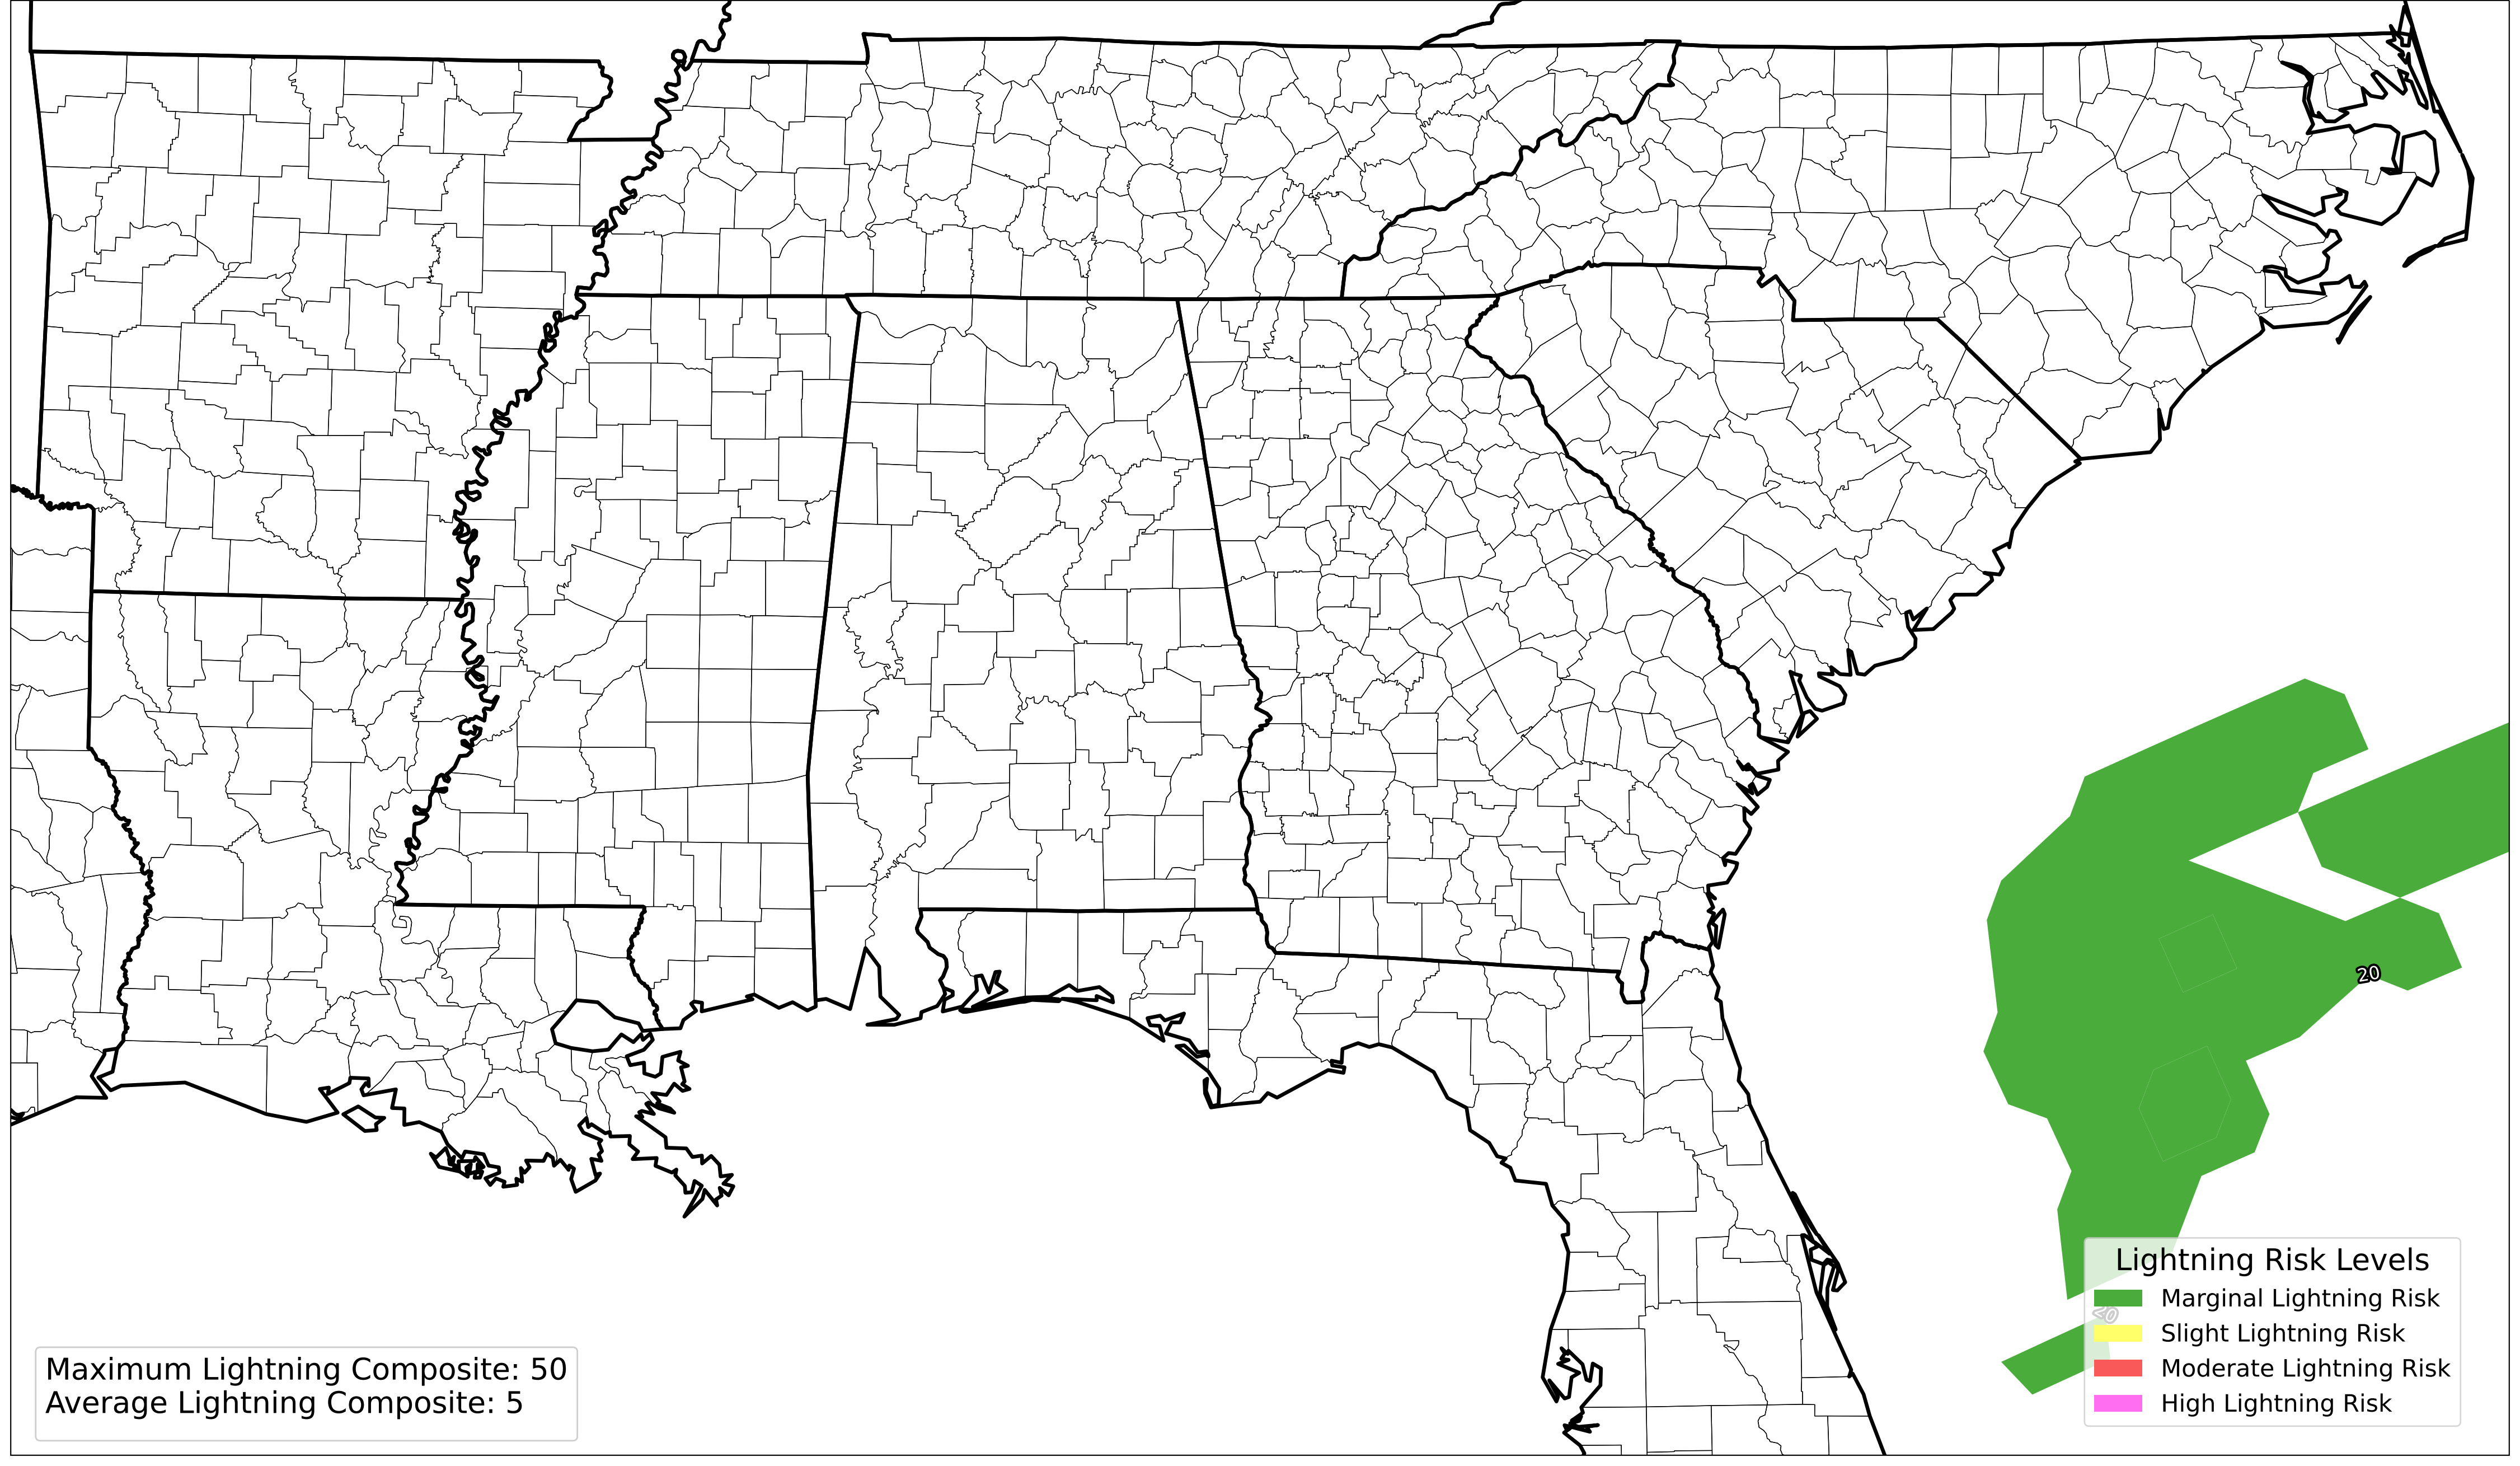 20
Lightning Risk Levels
Marginal Lightning Risk
20
Slight Lightning Risk
Moderate Lightning Risk
High Lightning Risk
Maximum Lightning Composite: 50
Average Lightning Composite: 5